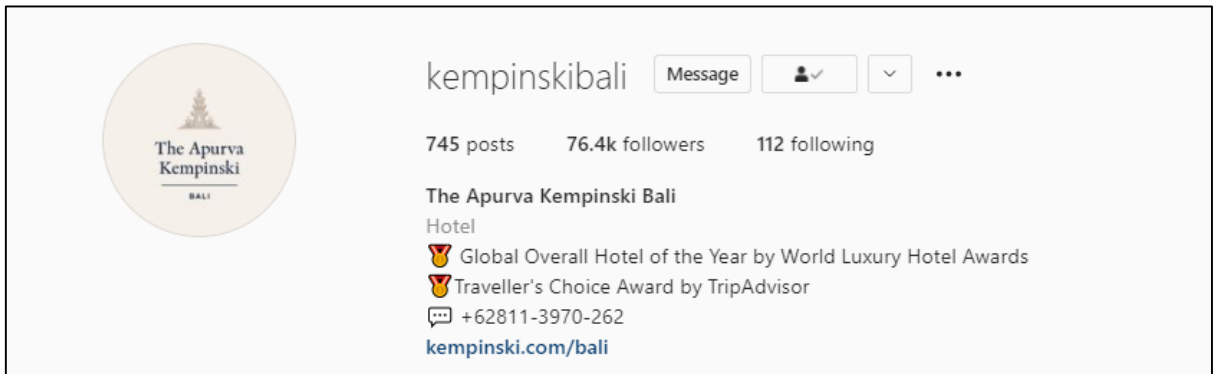 The Apurva
Kempinski
BALI
kempinskibali Message
745 posts 76.4k followers 112 following
The Apurva Kempinski Bali
Hotel
🏅 Global Overall Hotel of the Year by World Luxury Hotel Awards
🏅Traveller's Choice Award by TripAdvisor
💬 +62811-3970-262
kempinski.com/bali